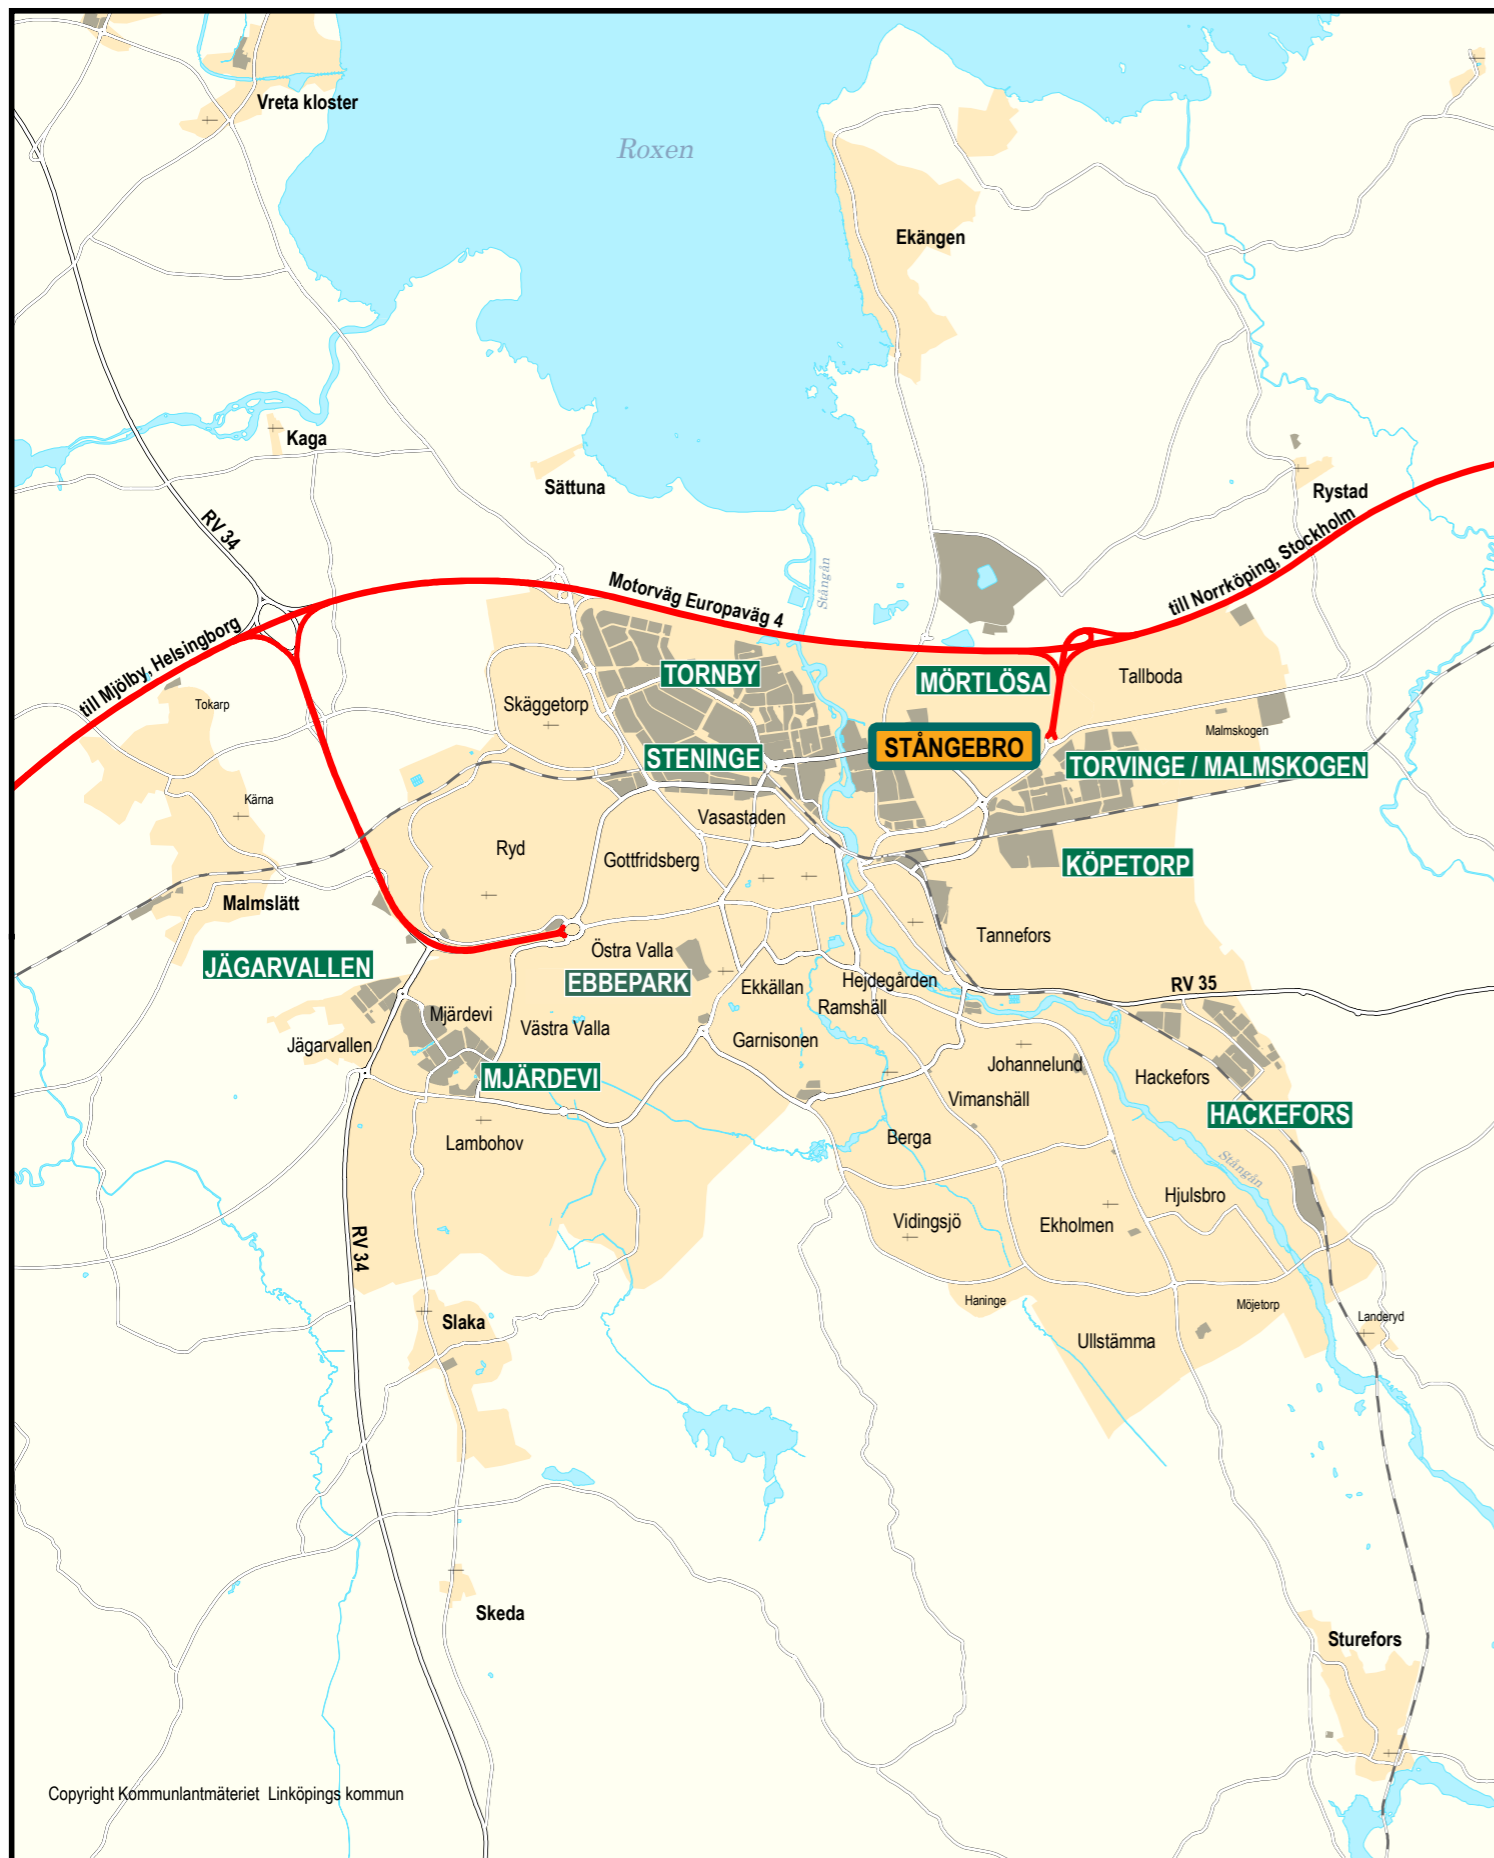 Vreta kloster
Roxen
Ekängen
Kaga
Sättuna
Rystad
RV 34
Motorväg Europaväg 4
Stångån
till Norrköping, Stockholm
till Mjölby, Helsingborg
TORNBY
MÖRTLÖSA
Tallboda
Tokarp
Skäggetorp
Malmskogen
STÅNGEBRO
STENINGE
TORVINGE / MALMSKOGEN
Kärna
Vasastaden
Ryd
Gottfridsberg
KÖPETORP
Malmslätt
Tannefors
Östra Valla
JÄGARVALLEN
EBBEPARK
Ekkällan
Hejdegården
RV 35
Ramshäll
Mjärdevi
Västra Valla
Garnisonen
Jägarvallen
Johannelund
MJÄRDEVI
Hackefors
Vimanshäll
HACKEFORS
Lambohov
Berga
Stångån
Hjulsbro
Vidingsjö
Ekholmen
RV 34
Haninge
Möjetorp
Landeryd
Slaka
Ullstämma
Skeda
Sturefors
Copyright Kommunlantmäteriet Linköpings kommun